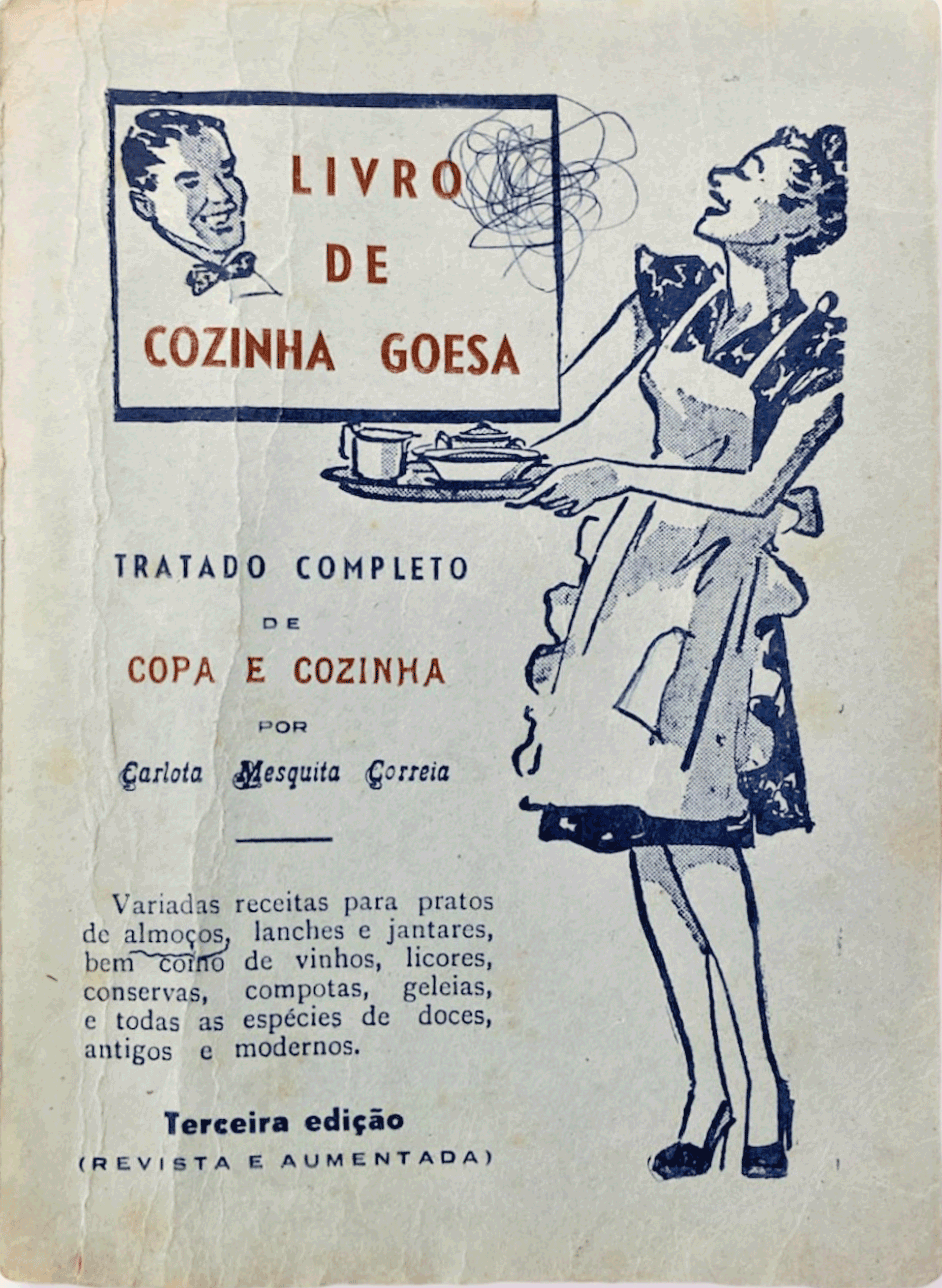 LIVRO
DE
COZINHA GOESA
TRATADO COMPLETO
DE
COPA E COZINHA
POR
Carlota Mesquita Correia
Variadas receitas para pratos
de almoços, lanches e jantares,
bem como de vinhos, licores,
conservas, compotas, geleias,
e todas as espécies de doces,
antigos e modernos.
Terceira edição
(REVISTA E AUMENTADA)